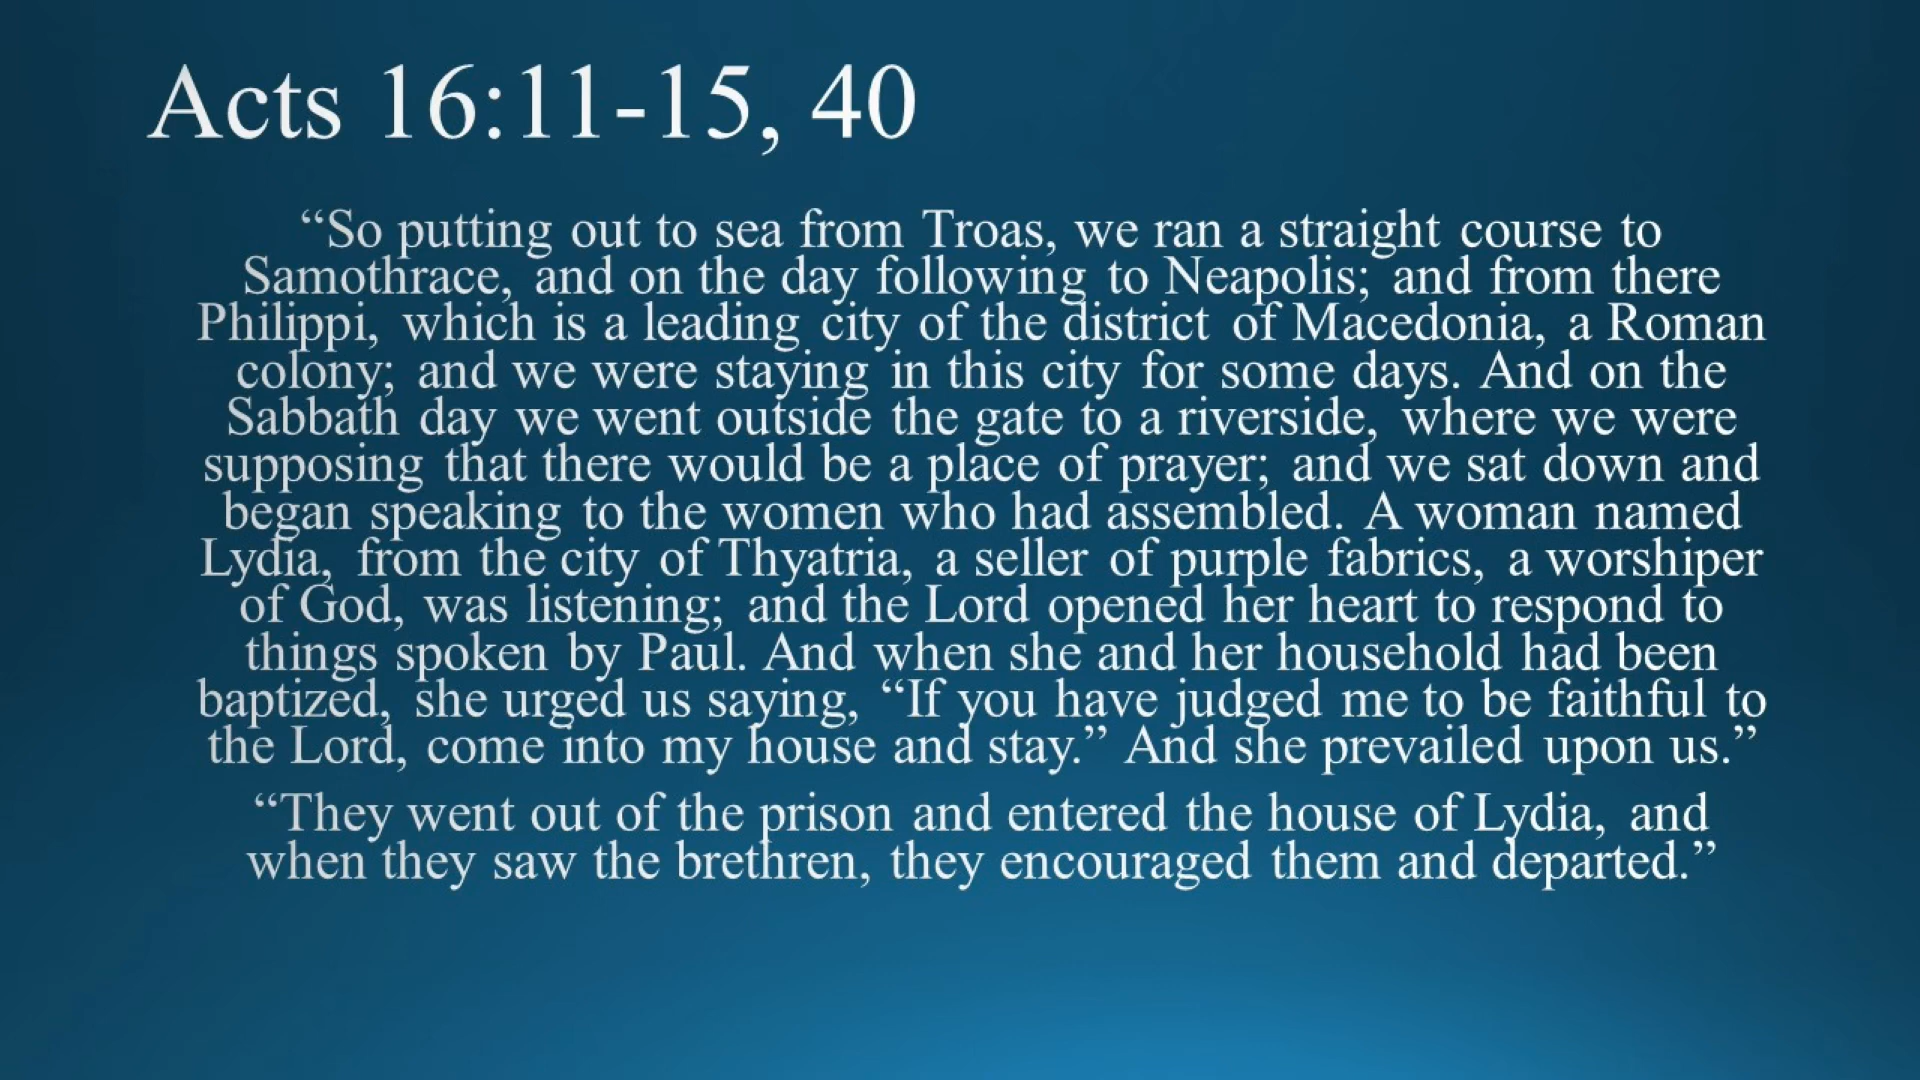 Acts 16:11-15, 40
“So putting out to sea from Troas, we ran a straight course to
Samothrace, and on the day following to Neapolis; and from there
Philippi, which is a leading city of the district of Macedonia, a Roman
colony; and we were staying in this city for some days. And on the
Sabbath day we went outside the gate to a riverside, where we were
supposing that there would be a place of prayer; and we sat down and
began speaking to the women who had assembled. A woman named
Lydia, from the city of Thyatria, a seller of purple fabrics, a worshiper
of God, was listening; and the Lord opened her heart to respond to
things spoken by Paul. And when she and her household had been
baptized, she urged us saying, “If you have judged me to be faithful to
the Lord, come into my house and stay.” And she prevailed upon us.”
“They went out of the prison and entered the house of Lydia, and
when they saw the brethren, they encouraged them and departed.”